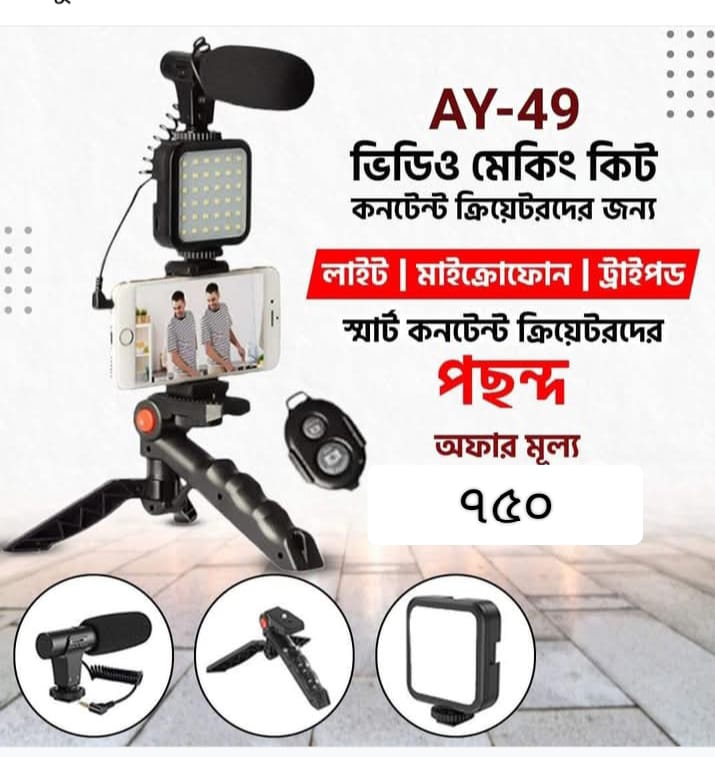 AY-49
ভিডিও মেকিং কিট
কনটেন্ট ক্রিয়েটরদের জন্য
লাইট | মাইক্রোফোন | ট্রাইপড
স্মার্ট কনটেন্ট ক্রিয়েটরদের
পছন্দ
অফার মূল্য
৭৫০